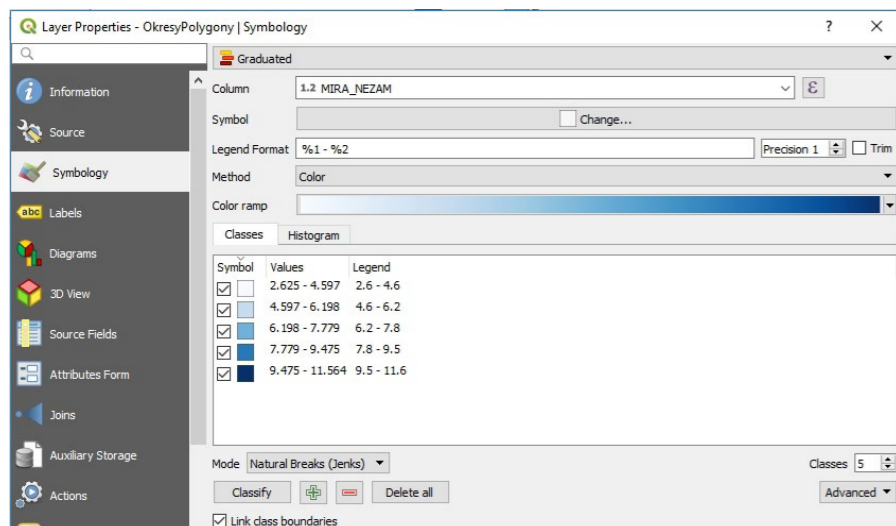 Layer Properties - OkresyPolygony | Symbology
Graduated
Information
Source
Symbology
abc Labels
Diagrams
3D View
Source Fields
Attributes Form
Joins
Auxiliary Storage
Actions
Column 1.2 MIRA_NEZAM ε
Symbol Change...
Legend Format %1 - %2 Precision 1 Trim
Method Color
Color ramp
Classes Histogram
Symbol Values Legend
2.625 - 4.597 2.6 - 4.6
4.597 - 6.198 4.6 - 6.2
6.198 - 7.779 6.2 - 7.8
7.779 - 9.475 7.8 - 9.5
9.475 - 11.564 9.5 - 11.6
Mode Natural Breaks (Jenks) Classes 5
Classify Delete all Advanced
Link class boundaries